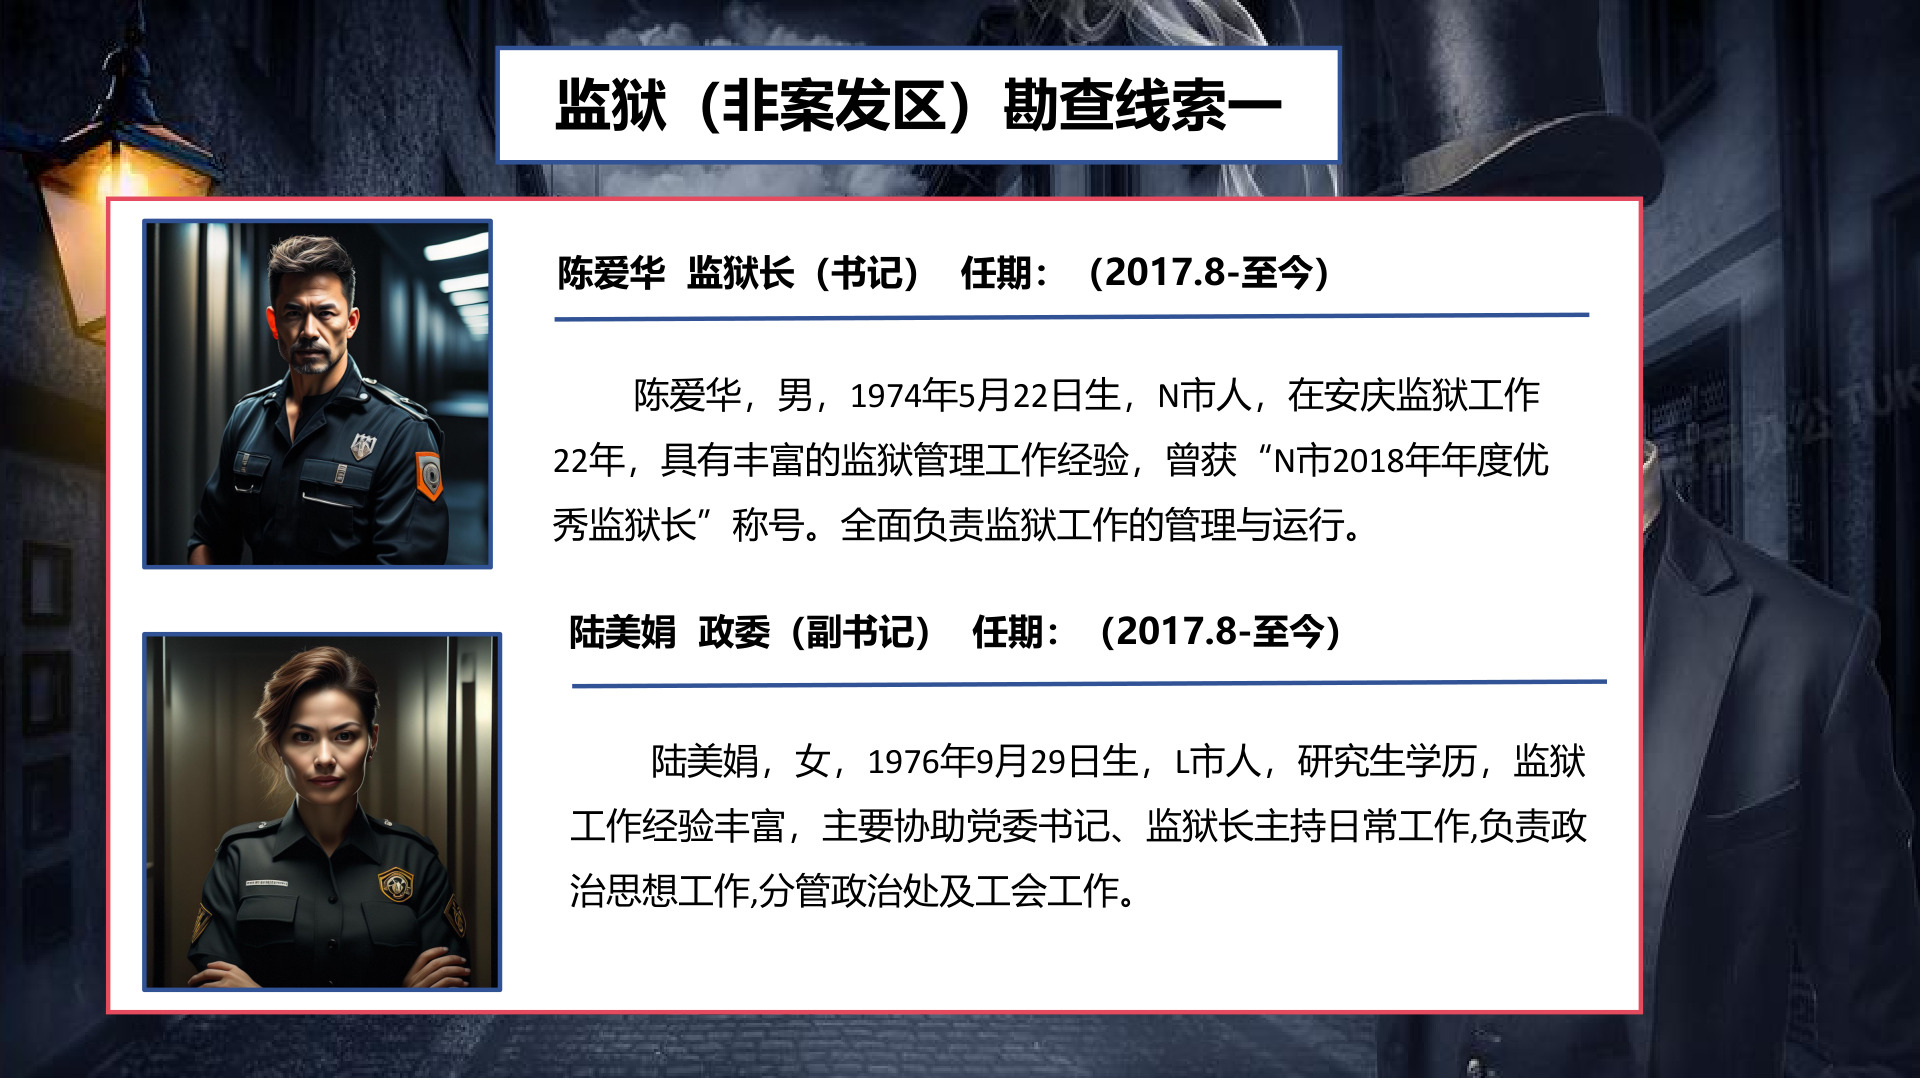 监狱（非案发区）勘查线索一
陈爱华 监狱长（书记） 任期：（2017.8-至今）
陈爱华，男，1974年5月22日生，N市人，在安庆监狱工作
22年，具有丰富的监狱管理工作经验，曾获“N市2018年年度优
秀监狱长”称号。全面负责监狱工作的管理与运行。
陆美娟 政委（副书记） 任期：（2017.8-至今）
陆美娟，女，1976年9月29日生，L市人，研究生学历，监狱
工作经验丰富，主要协助党委书记、监狱长主持日常工作,负责政
治思想工作,分管政治处及工会工作。